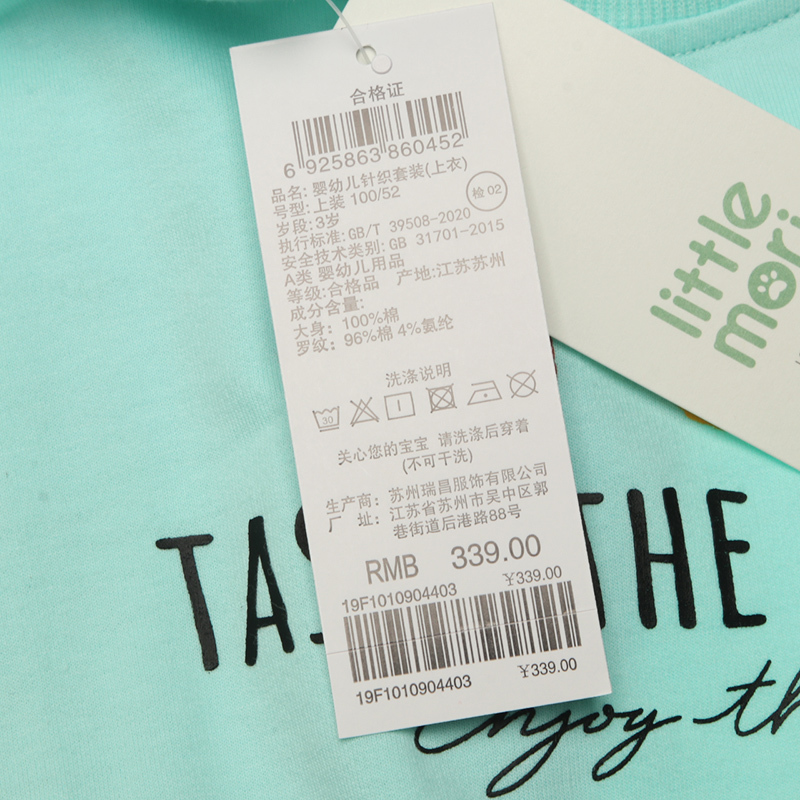 合格证
6 925863 860452
品名: 婴幼儿针织套装(上衣)
号型: 上装 100/52
检 02
岁段: 3岁
执行标准: GB/T 39508-2020
安全技术类别: GB 31701-2015
A类 婴幼儿用品
等级: 合格品 产地: 江苏苏州
成分含量:
大身: 100%棉
罗纹: 96%棉 4%氨纶
洗涤说明
30
关心您的宝宝 请洗涤后穿着
(不可干洗)
生产商: 苏州瑞昌服饰有限公司
厂 址: 江苏省苏州市吴中区郭
巷街道后港路88号
RMB 339.00
19F1010904403 ¥339.00
19F1010904403 ¥339.00
little
mori
THE
enjoy